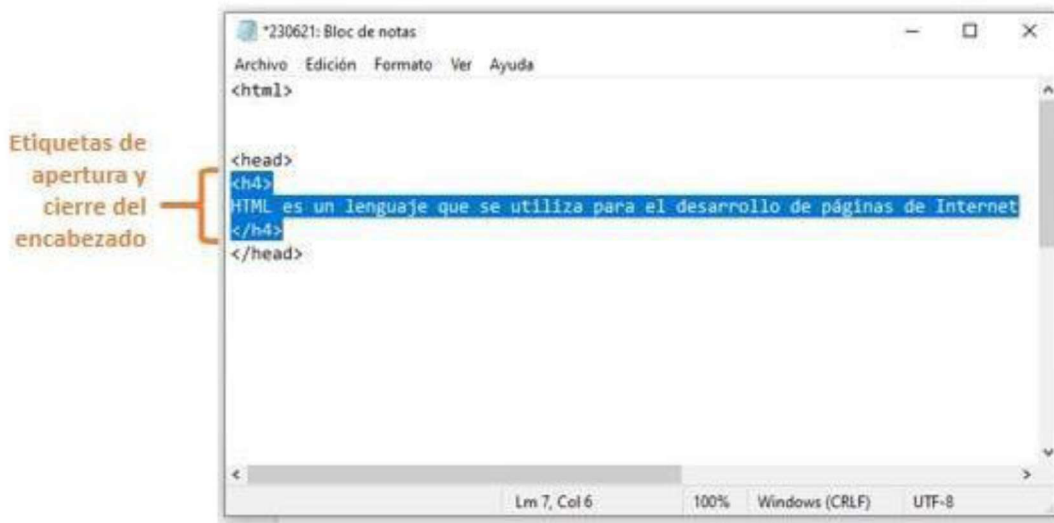 *230621: Bloc de notas
Archivo Edición Formato Ver Ayuda
<html>
<head>
<h4>
HTML es un lenguaje que se utiliza para el desarrollo de páginas de Internet
</h4>
</head>
Etiquetas de
apertura y
cierre del
encabezado
Lm 7, Col 6 100% Windows (CRLF) UTF-8